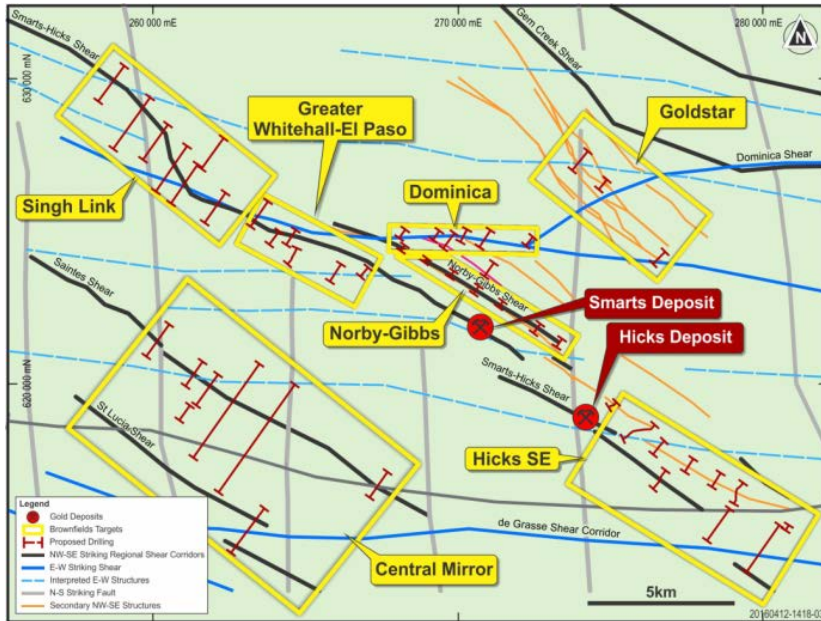 260 000 mE
270 000 mE
280 000 mE
N
630 000 mN
620 000 mN
Smarts-Hicks Shear
Gem Creek Shear
Greater
Whitehall-El Paso
Goldstar
Dominica Shear
Dominica
Singh Link
Saintes Shear
Norby-Gibbs Shear
Smarts Deposit
Norby-Gibbs
Hicks Deposit
Smarts-Hicks Shear
St Lucia Shear
Hicks SE
de Grasse Shear Corridor
Central Mirror
Legend
Gold Deposits
Brownfields Targets
Proposed Drilling
NW-SE Striking Regional Shear Corridors
E-W Striking Shear
Interpreted E-W Structures
N-S Striking Fault
Secondary NW-SE Structures
5km
20160412-1418-03